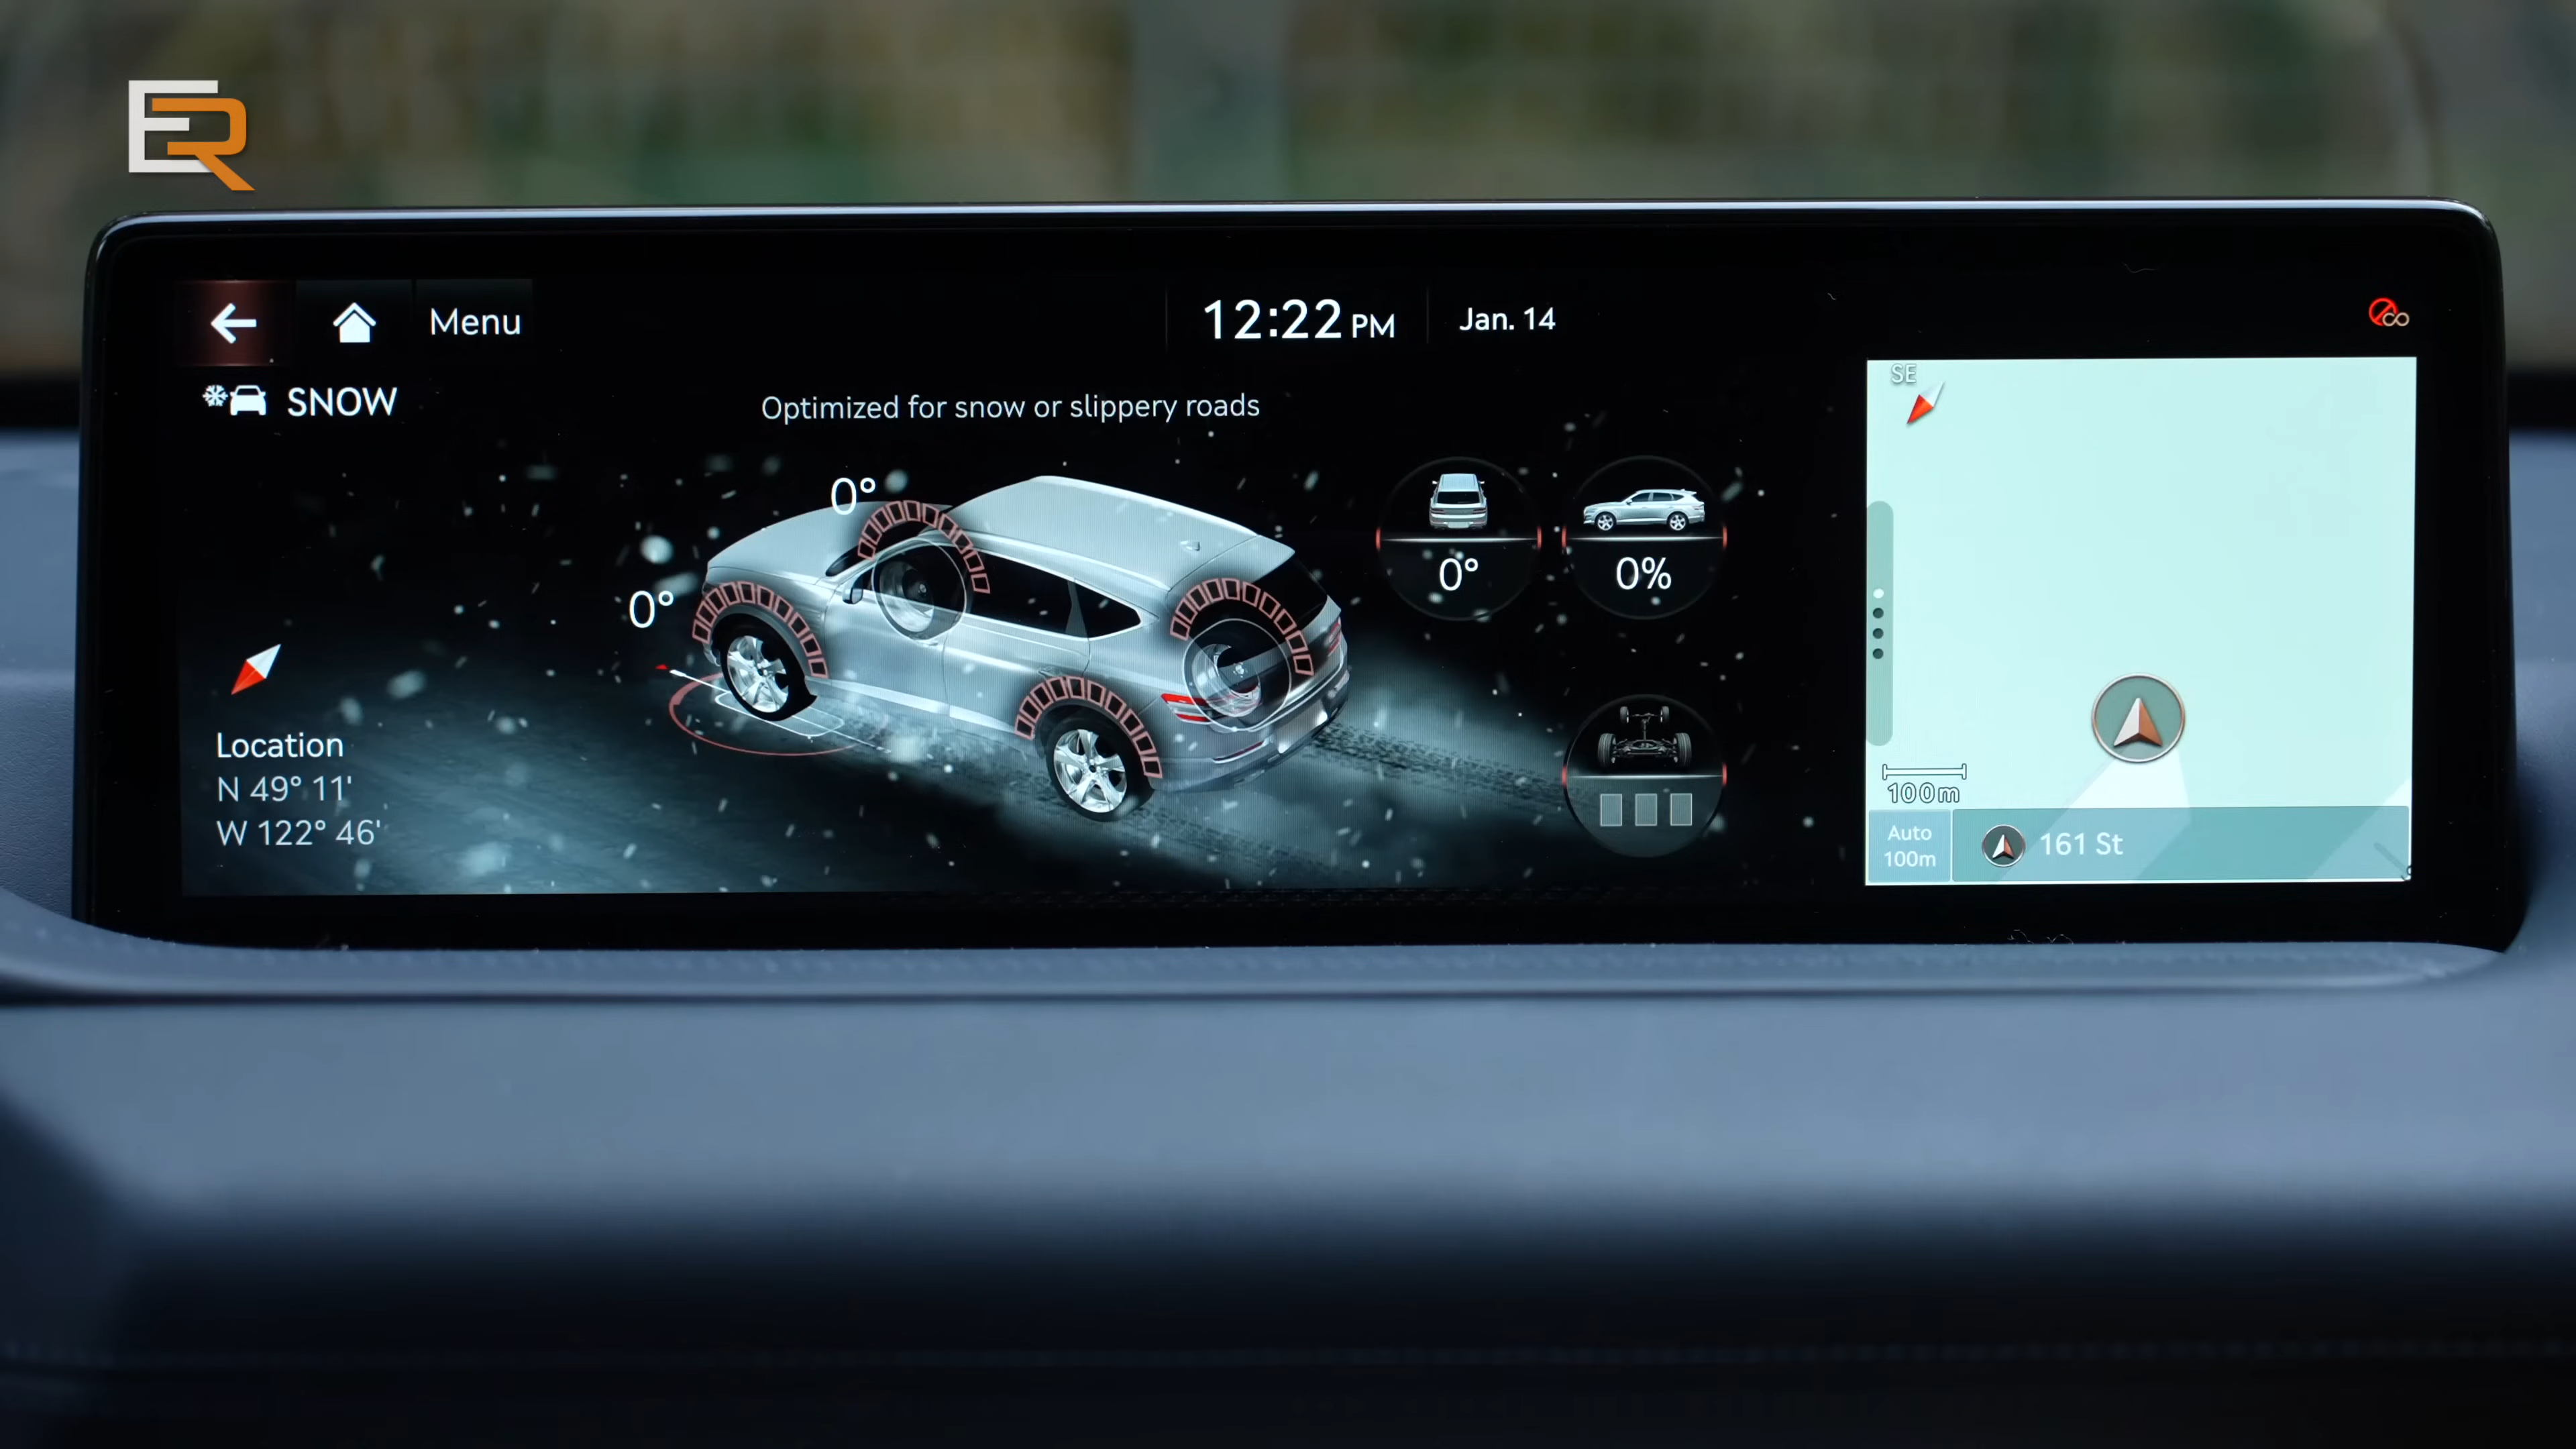 ER
Menu
12:22 PM
Jan. 14
SNOW
Optimized for snow or slippery roads
0°
0°
0°
0%
Location
N 49° 11'
W 122° 46'
SE
100m
Auto
100m
161 St